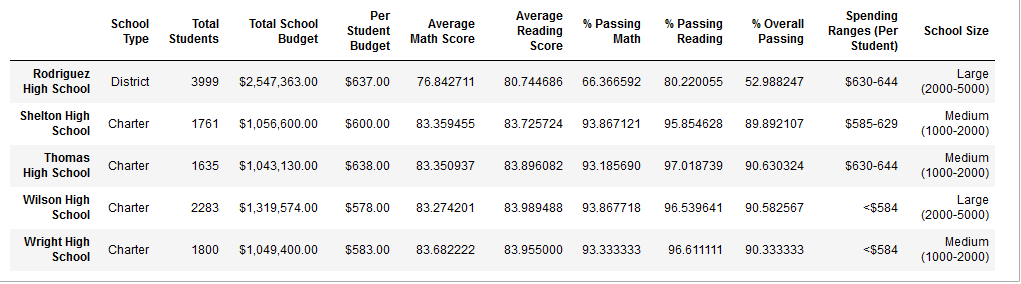 School Type Total Students Total School Budget Per Student Budget Average Math Score Average Reading Score % Passing Math % Passing Reading % Overall Passing Spending Ranges (Per Student) School Size
Rodriguez High School District 3999 $2,547,363.00 $637.00 76.842711 80.744686 66.366592 80.220055 52.988247 $630-644 Large (2000-5000)
Shelton High School Charter 1761 $1,056,600.00 $600.00 83.359455 83.725724 93.867121 95.854628 89.892107 $585-629 Medium (1000-2000)
Thomas High School Charter 1635 $1,043,130.00 $638.00 83.350937 83.896082 93.185690 97.018739 90.630324 $630-644 Medium (1000-2000)
Wilson High School Charter 2283 $1,319,574.00 $578.00 83.274201 83.989488 93.867718 96.539641 90.582567 <$584 Large (2000-5000)
Wright High School Charter 1800 $1,049,400.00 $583.00 83.682222 83.955000 93.333333 96.611111 90.333333 <$584 Medium (1000-2000)